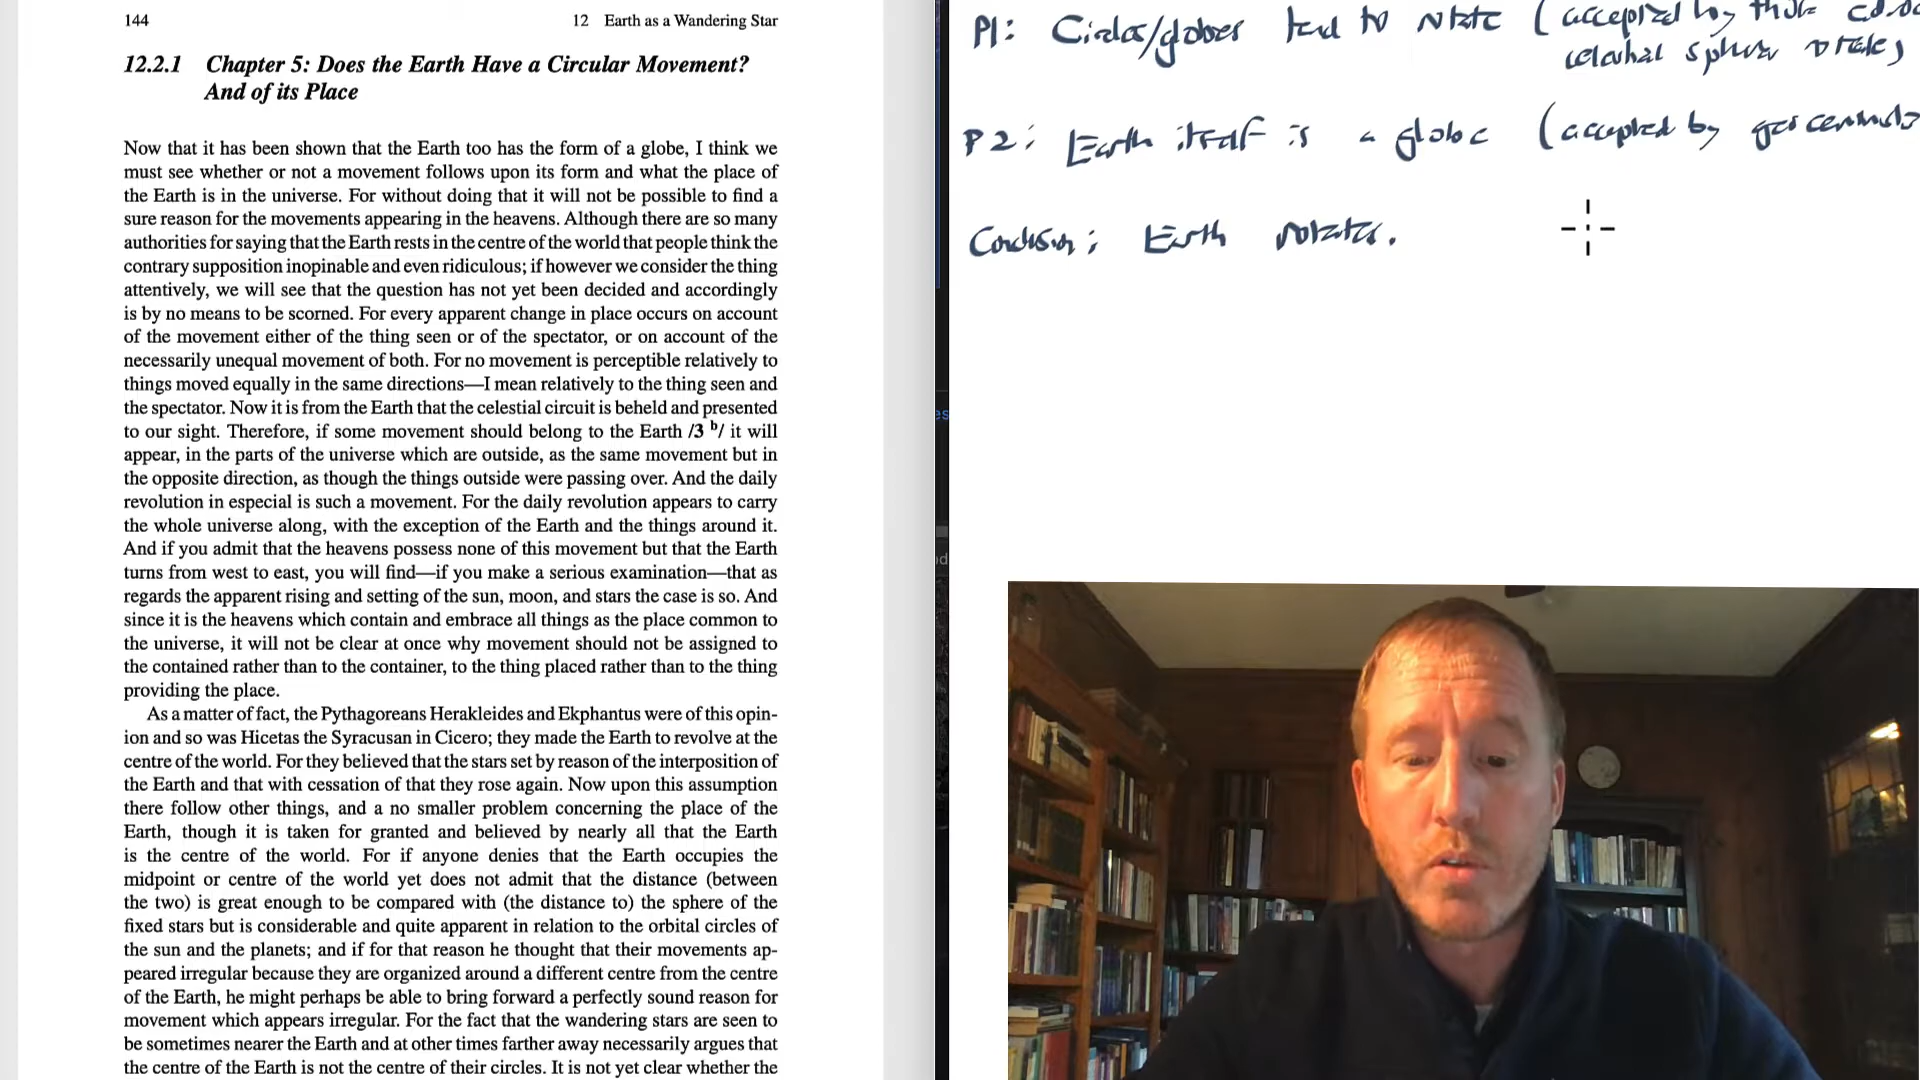 144
12 Earth as a Wandering Star
12.2.1 Chapter 5: Does the Earth Have a Circular Movement?
And of its Place
Now that it has been shown that the Earth too has the form of a globe, I think we
must see whether or not a movement follows upon its form and what the place of
the Earth is in the universe. For without doing that it will not be possible to find a
sure reason for the movements appearing in the heavens. Although there are so many
authorities for saying that the Earth rests in the centre of the world that people think the
contrary supposition inopinable and even ridiculous; if however we consider the thing
attentively, we will see that the question has not yet been decided and accordingly
is by no means to be scorned. For every apparent change in place occurs on account
of the movement either of the thing seen or of the spectator, or on account of the
necessarily unequal movement of both. For no movement is perceptible relatively to
things moved equally in the same directions—I mean relatively to the thing seen and
the spectator. Now it is from the Earth that the celestial circuit is beheld and presented
to our sight. Therefore, if some movement should belong to the Earth /3 b/ it will
appear, in the parts of the universe which are outside, as the same movement but in
the opposite direction, as though the things outside were passing over. And the daily
revolution in especial is such a movement. For the daily revolution appears to carry
the whole universe along, with the exception of the Earth and the things around it.
And if you admit that the heavens possess none of this movement but that the Earth
turns from west to east, you will find—if you make a serious examination—that as
regards the apparent rising and setting of the sun, moon, and stars the case is so. And
since it is the heavens which contain and embrace all things as the place common to
the universe, it will not be clear at once why movement should not be assigned to
the contained rather than to the container, to the thing placed rather than to the thing
providing the place.
As a matter of fact, the Pythagoreans Herakleides and Ekphantus were of this opin-
ion and so was Hicetas the Syracusan in Cicero; they made the Earth to revolve at the
centre of the world. For they believed that the stars set by reason of the interposition of
the Earth and that with cessation of that they rose again. Now upon this assumption
there follow other things, and a no smaller problem concerning the place of the
Earth, though it is taken for granted and believed by nearly all that the Earth
is the centre of the world. For if anyone denies that the Earth occupies the
midpoint or centre of the world yet does not admit that the distance (between
the two) is great enough to be compared with (the distance to) the sphere of the
fixed stars but is considerable and quite apparent in relation to the orbital circles of
the sun and the planets; and if for that reason he thought that their movements ap-
peared irregular because they are organized around a different centre from the centre
of the Earth, he might perhaps be able to bring forward a perfectly sound reason for
movement which appears irregular. For the fact that the wandering stars are seen to
be sometimes nearer the Earth and at other times farther away necessarily argues that
the centre of the Earth is not the centre of their circles. It is not yet clear whether the
P1: Circles/globes tend to rotate (accepted by those
celestial sphere rotates)
P2: Earth itself is a globe (accepted by
Conclusion: Earth rotates.